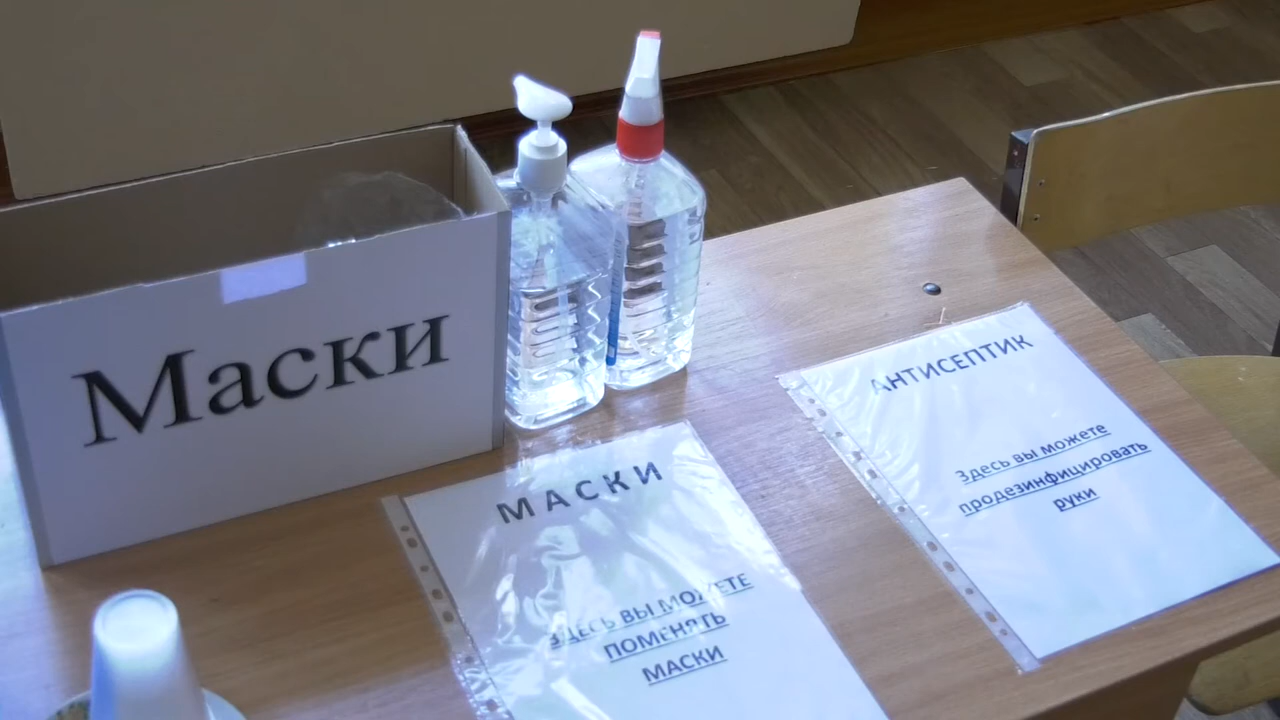 Маски
МАСКИ
ЗДЕСЬ ВЫ МОЖЕТЕ
ПОМЕНЯТЬ
МАСКИ
АНТИСЕПТИК
Здесь вы можете
продезинфицировать
руки